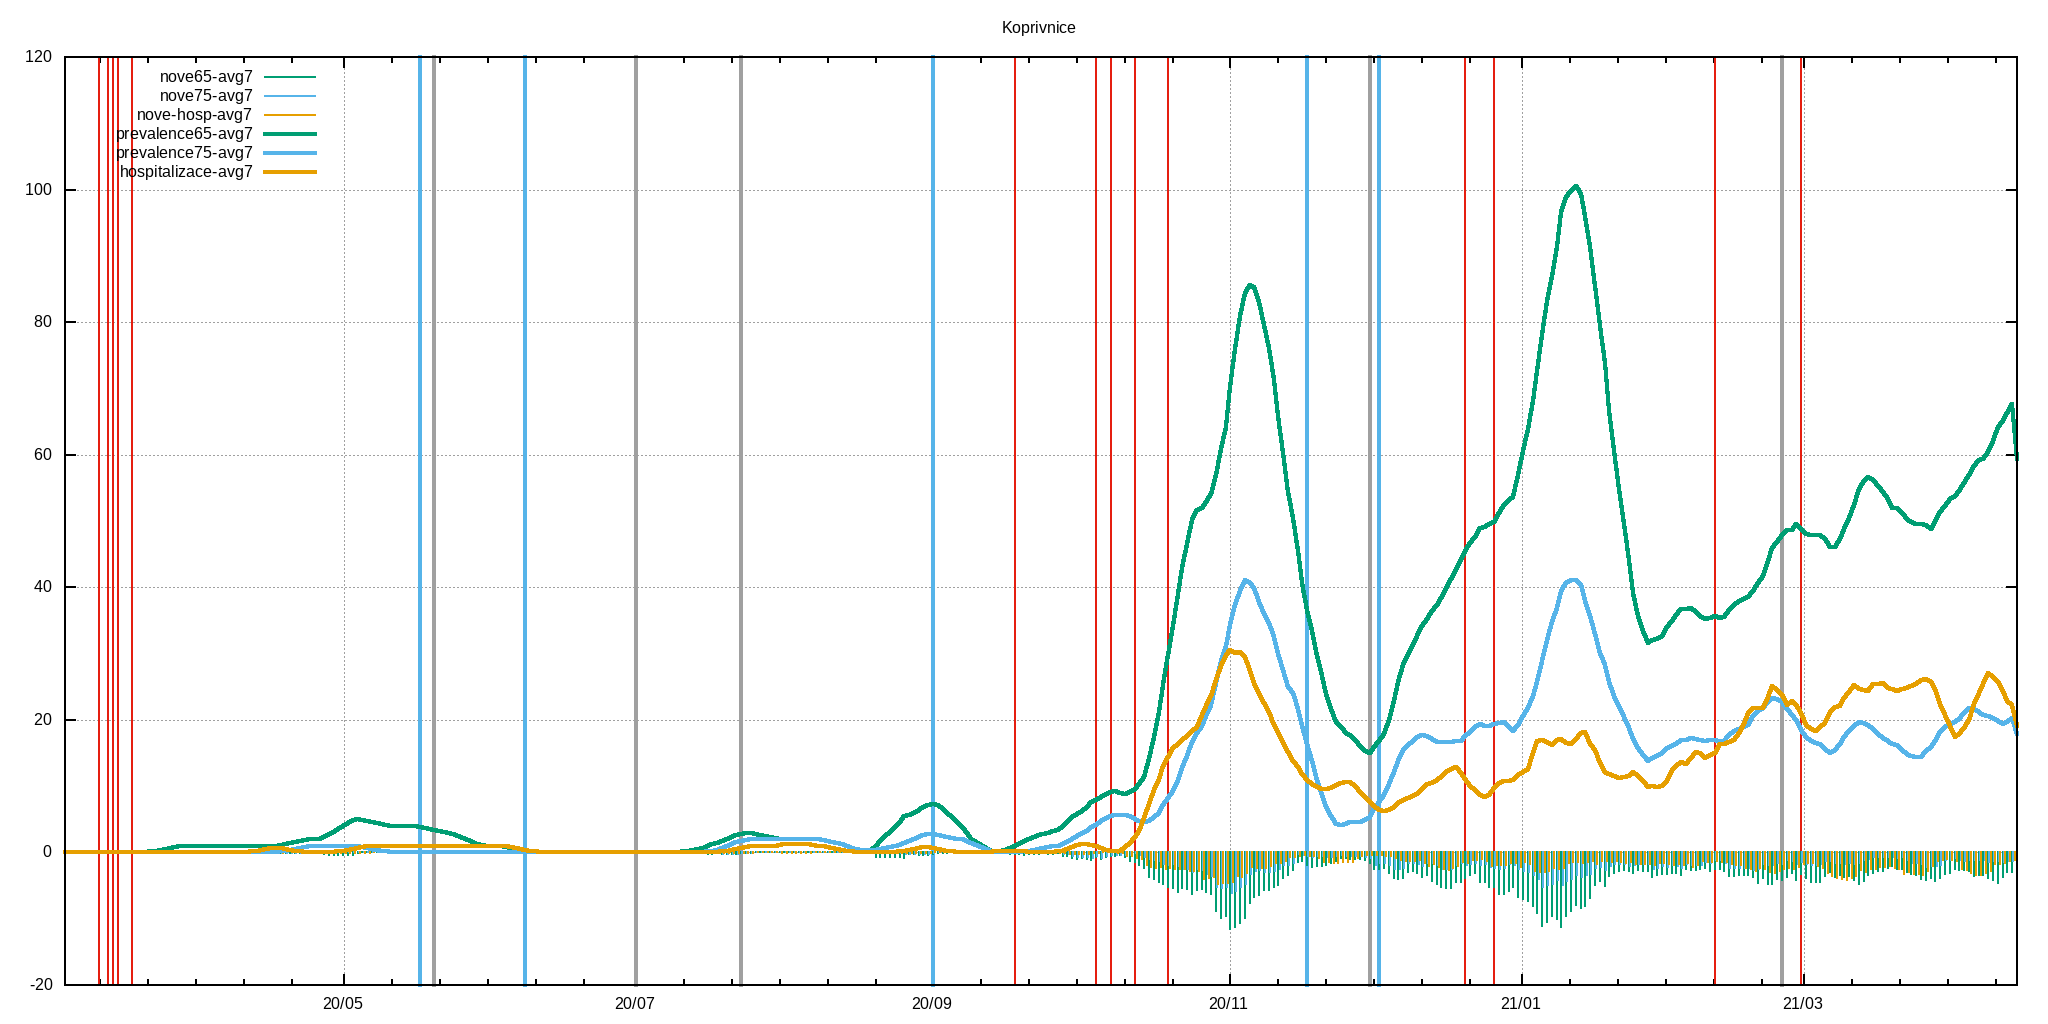 Koprivnice
120
nove65-avg7
nove75-avg7
nove-hosp-avg7
prevalence65-avg7
prevalence75-avg7
hospitalizace-avg7
100
80
60
40
20
0
-20
20/05 20/07 20/09 20/11 21/01 21/03